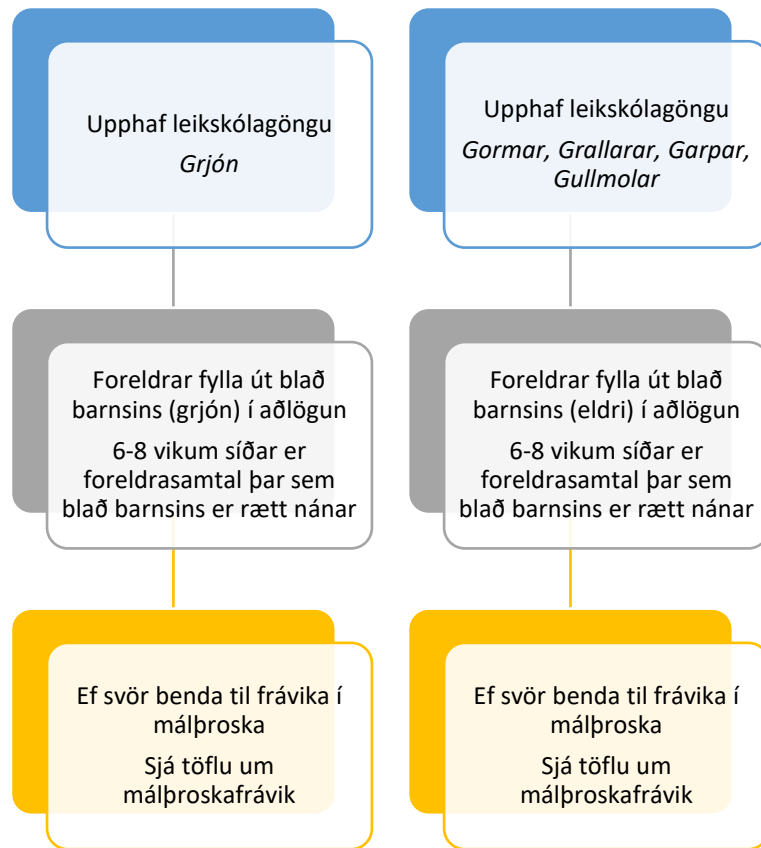 Upphaf leikskólagöngu
Grjón
Foreldrar fylla út blað
barnsins (grjón) í aðlögun
6-8 vikum síðar er
foreldrasamtal þar sem
blað barnsins er rætt nánar
Ef svör benda til frávika í
málþroska
Sjá töflu um
málþroskafrávik
Upphaf leikskólagöngu
Gormar, Grallarar, Garpar,
Gullmolar
Foreldrar fylla út blað
barnsins (eldri) í aðlögun
6-8 vikum síðar er
foreldrasamtal þar sem
blað barnsins er rætt nánar
Ef svör benda til frávika í
málþroska
Sjá töflu um
málþroskafrávik